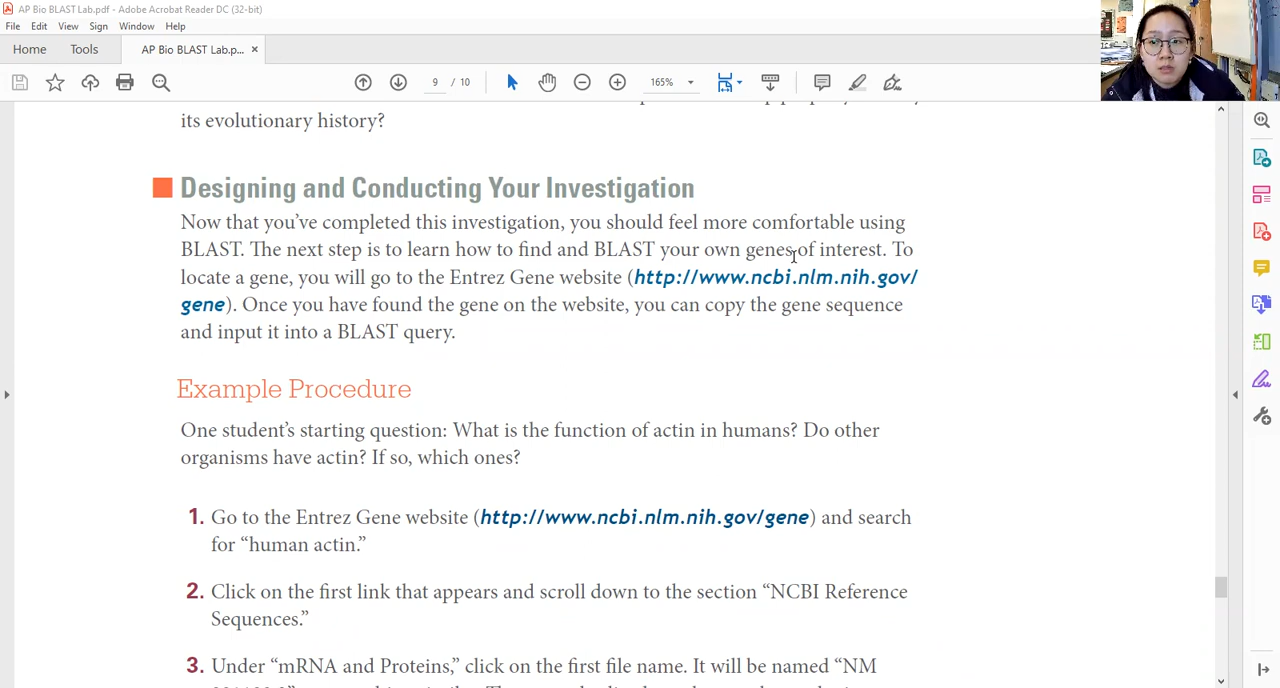 AP Bio BLAST Lab.pdf - Adobe Acrobat Reader DC (32-bit)
File Edit View Sign Window Help
Home Tools AP Bio BLAST Lab.p... ×
9 / 10 165%
its evolutionary history?
Designing and Conducting Your Investigation
Now that you've completed this investigation, you should feel more comfortable using
BLAST. The next step is to learn how to find and BLAST your own genes of interest. To
locate a gene, you will go to the Entrez Gene website (http://www.ncbi.nlm.nih.gov/
gene). Once you have found the gene on the website, you can copy the gene sequence
and input it into a BLAST query.
Example Procedure
One student's starting question: What is the function of actin in humans? Do other
organisms have actin? If so, which ones?
1. Go to the Entrez Gene website (http://www.ncbi.nlm.nih.gov/gene) and search
for "human actin."
2. Click on the first link that appears and scroll down to the section "NCBI Reference
Sequences."
3. Under "mRNA and Proteins," click on the first file name. It will be named "NM